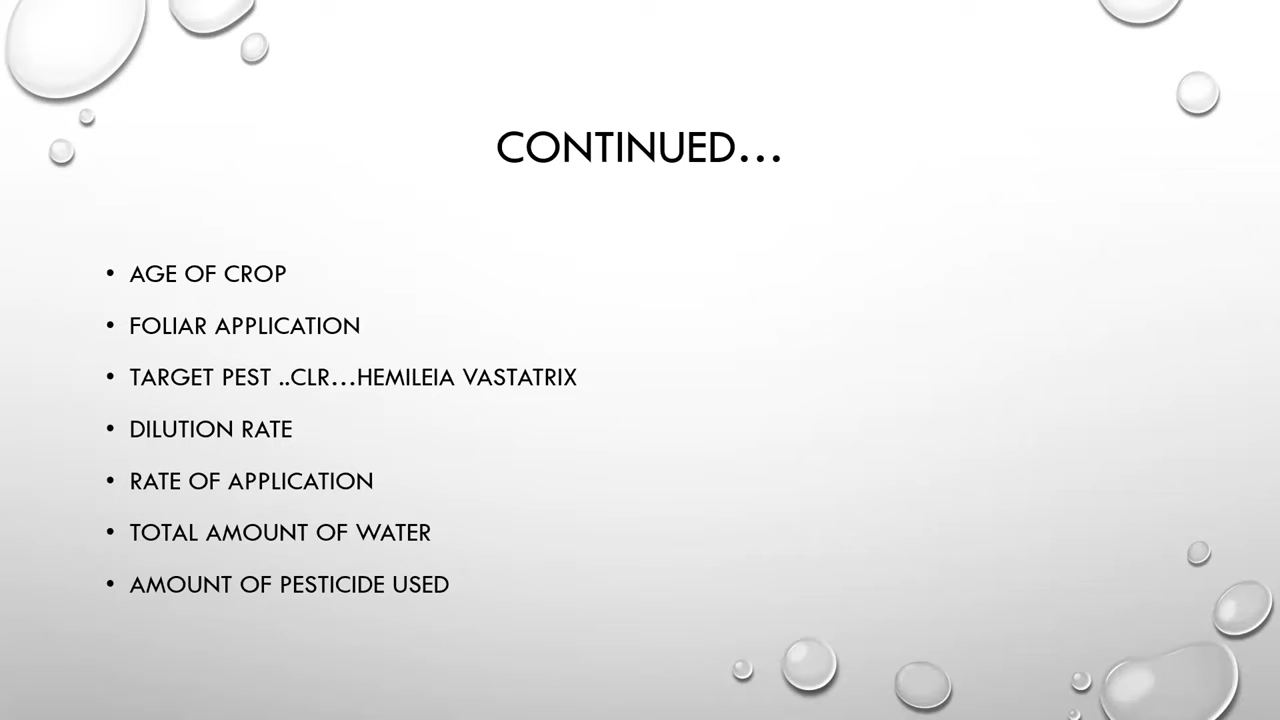 CONTINUED...
• AGE OF CROP
• FOLIAR APPLICATION
• TARGET PEST ..CLR...HEMILEIA VASTATRIX
• DILUTION RATE
• RATE OF APPLICATION
• TOTAL AMOUNT OF WATER
• AMOUNT OF PESTICIDE USED